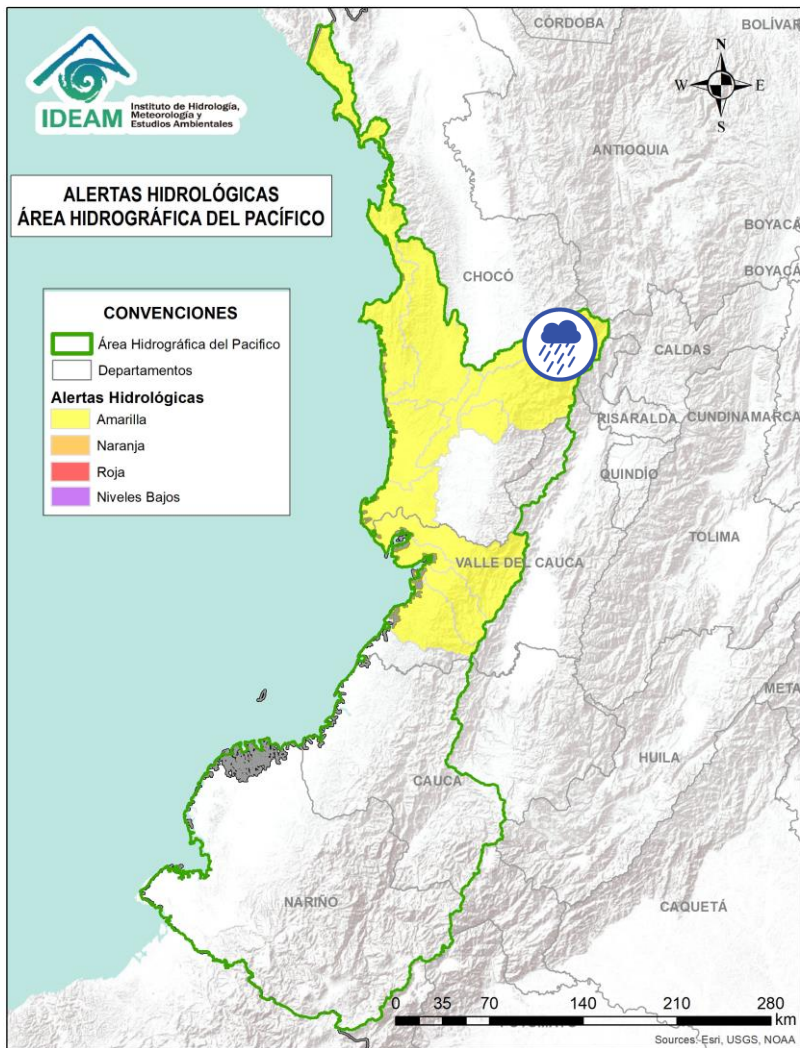 CÓRDOBA
BOLÍVAR
N
W
E
S
IDEAM
Instituto de Hidrología,
Meteorología y
Estudios Ambientales
ANTIOQUIA
ALERTAS HIDROLÓGICAS
ÁREA HIDROGRÁFICA DEL PACÍFICO
BOYACÁ
BOYACÁ
CHOCÓ
CONVENCIONES
Área Hidrográfica del Pacifico
Departamentos
Alertas Hidrológicas
Amarilla
Naranja
Roja
Niveles Bajos
CALDAS
RISARALDA
CUNDINAMARCA
QUINDÍO
TOLIMA
VALLE DEL CAUCA
META
HUILA
CAUCA
NARIÑO
CAQUETÁ
0 35 70 140 210 280
km
Sources: Esri, USGS, NOAA